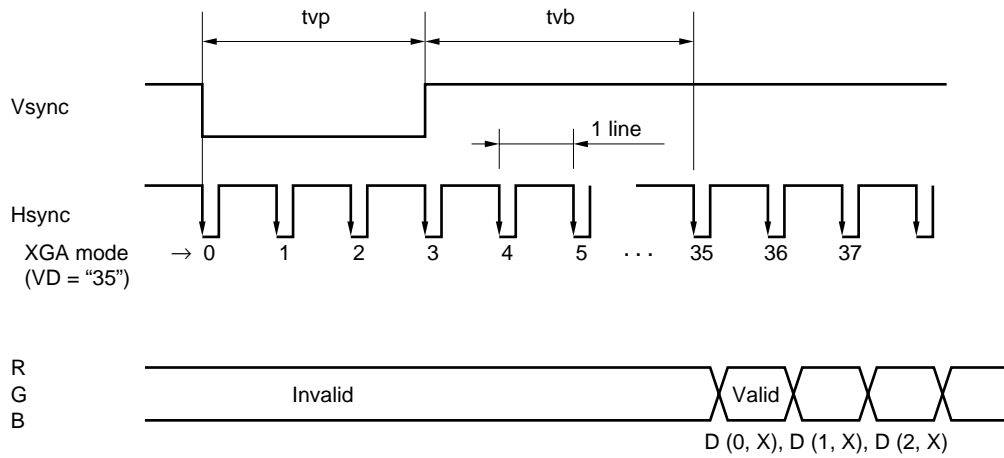 tvp tvb
Vsync
1 line
Hsync
XGA mode → 0 1 2 3 4 5 ··· 35 36 37
(VD = “35”)
R
G Invalid Valid
B
D (0, X), D (1, X), D (2, X)